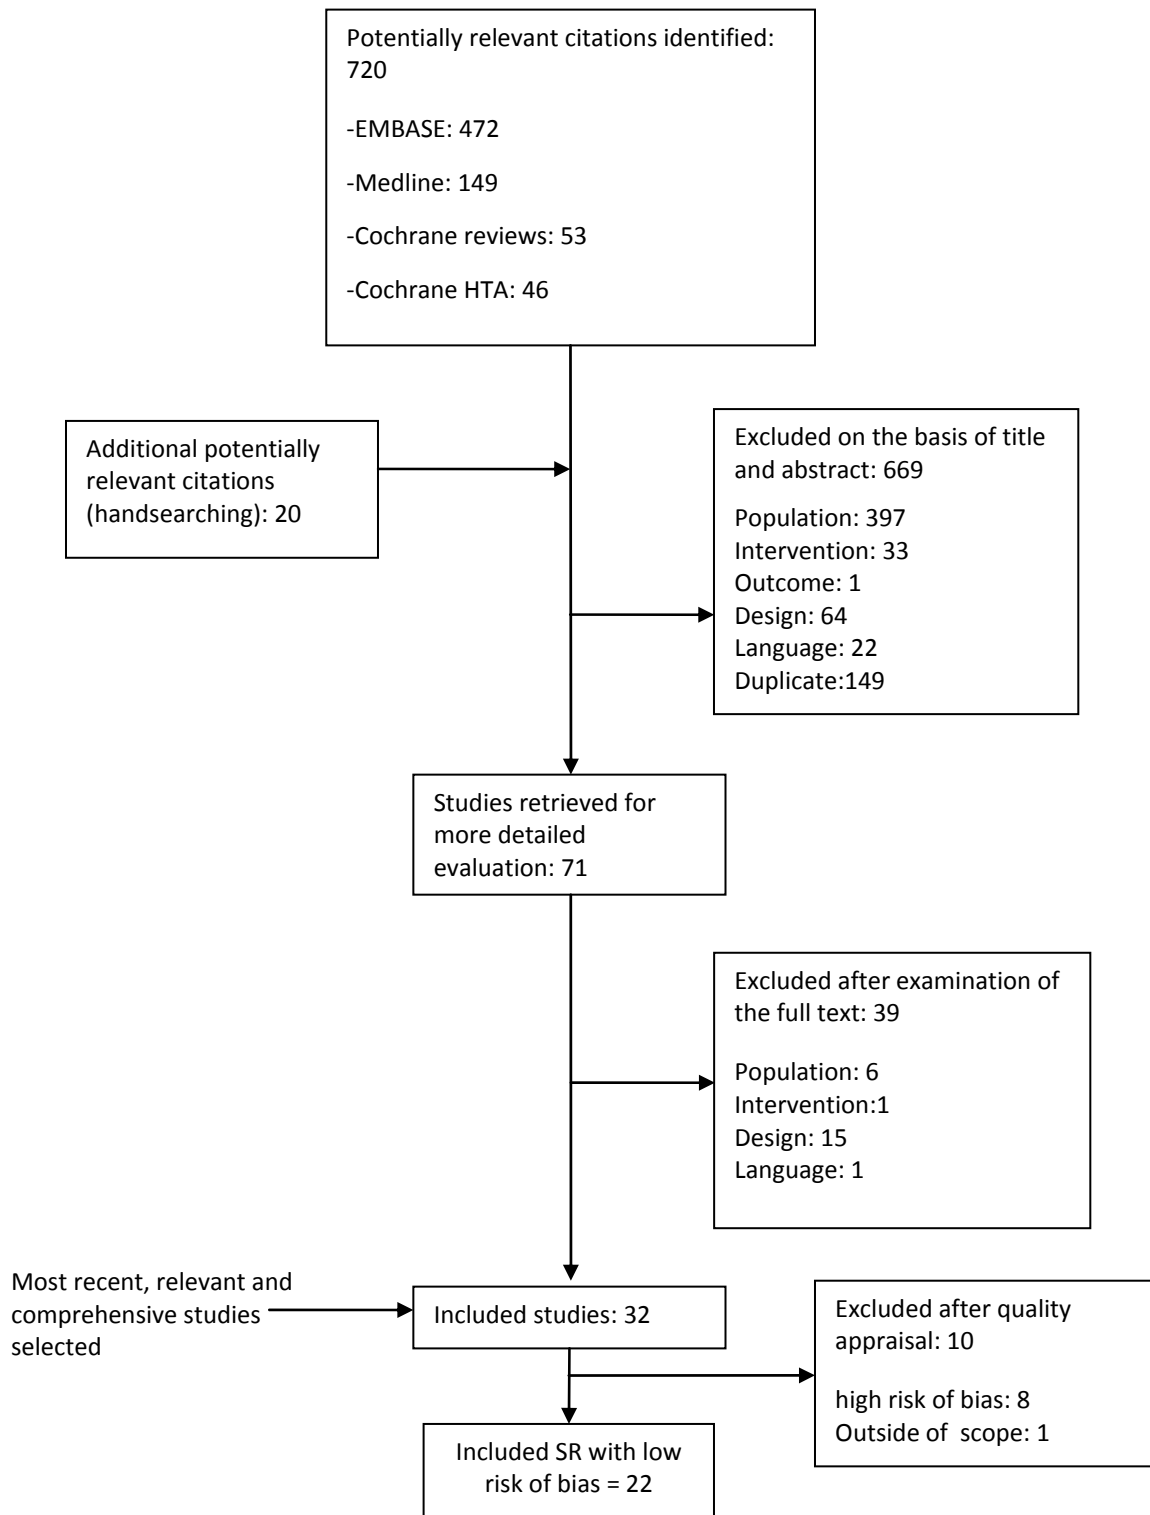 Potentially relevant citations identified:
720
-EMBASE: 472
-Medline: 149
-Cochrane reviews: 53
-Cochrane HTA: 46
Additional potentially
relevant citations
(handsearching): 20
Excluded on the basis of title
and abstract: 669
Population: 397
Intervention: 33
Outcome: 1
Design: 64
Language: 22
Duplicate:149
Studies retrieved for
more detailed
evaluation: 71
Excluded after examination of
the full text: 39
Population: 6
Intervention:1
Design: 15
Language: 1
Most recent, relevant and
comprehensive studies
selected
Included studies: 32
Excluded after quality
appraisal: 10
high risk of bias: 8
Outside of scope: 1
Included SR with low
risk of bias = 22